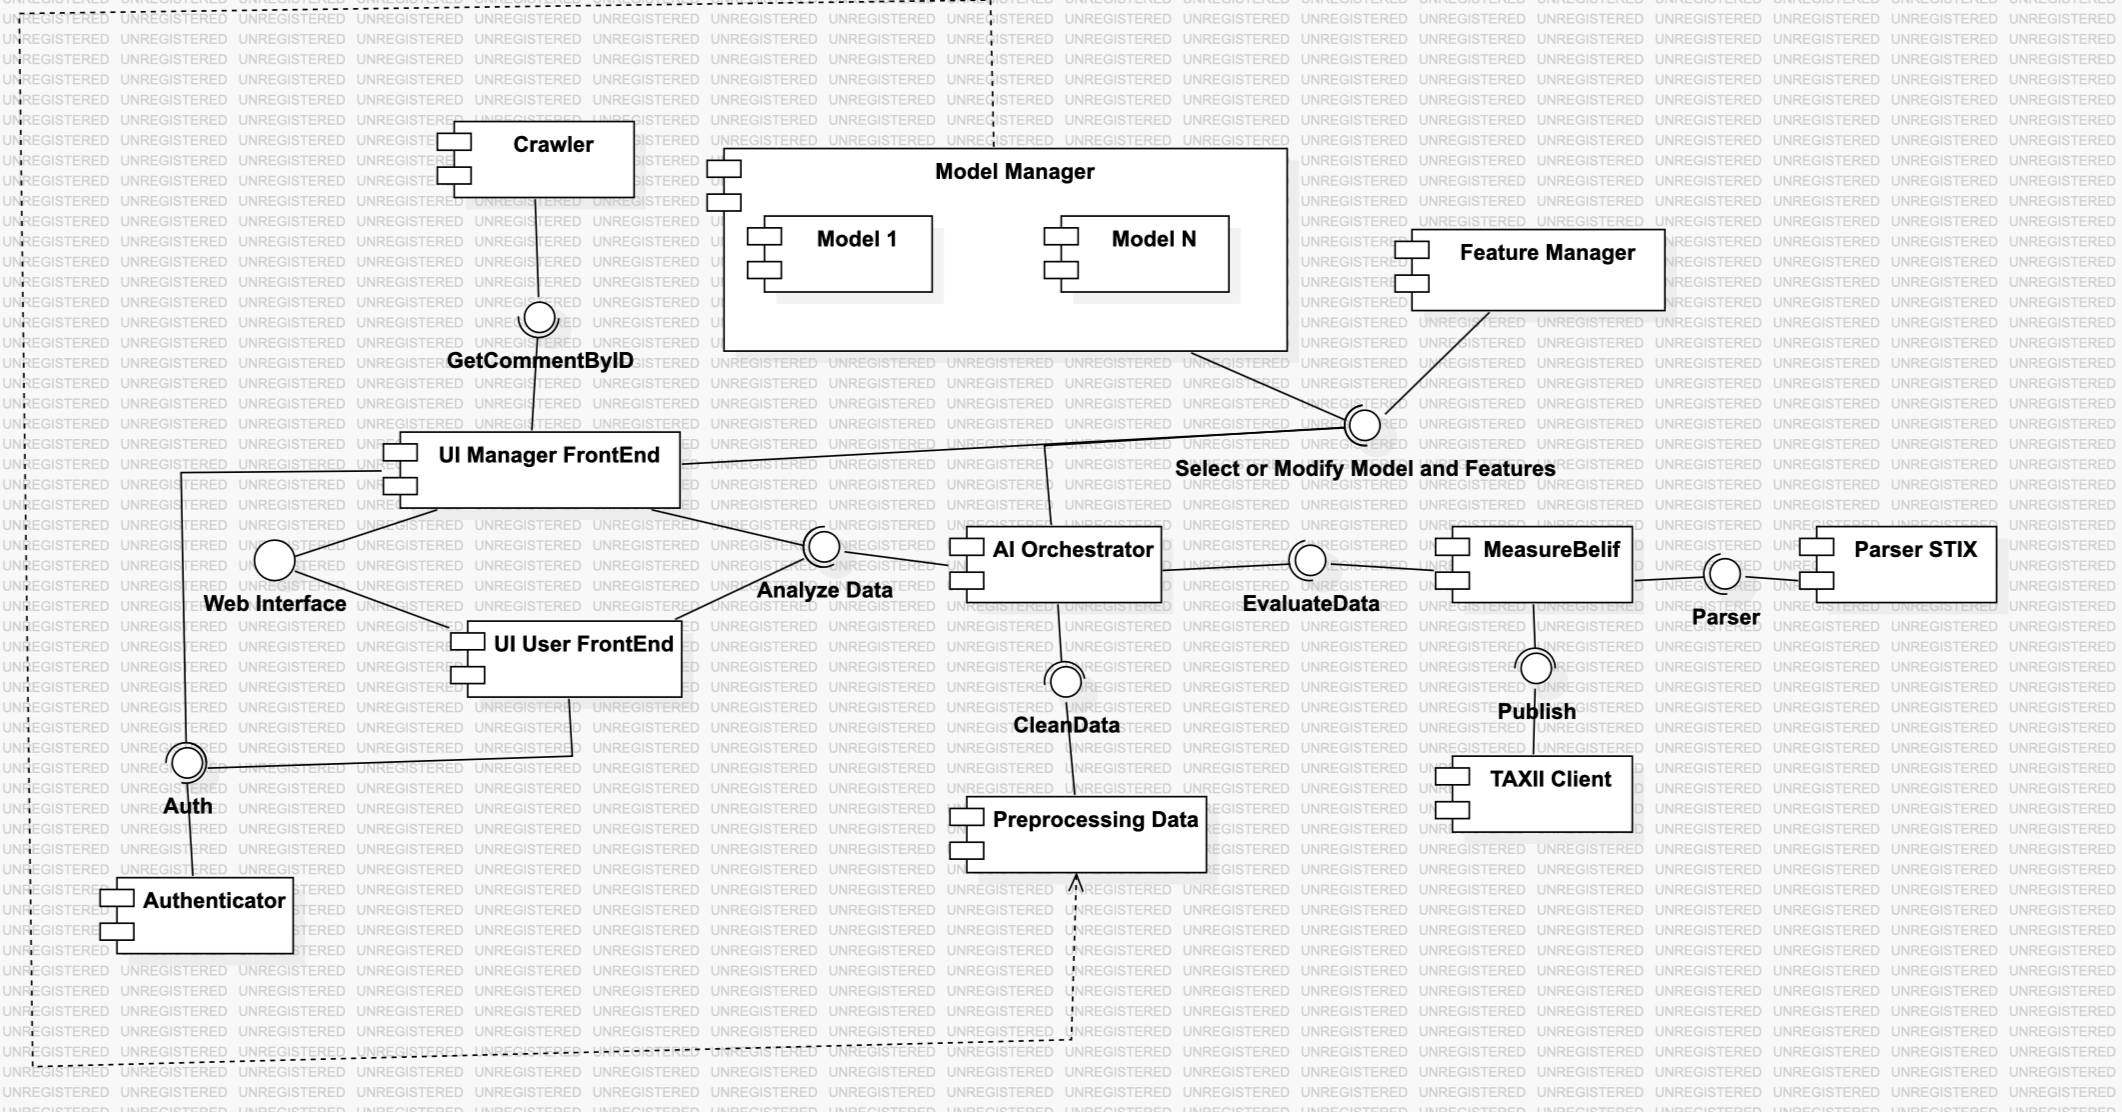 Crawler
Model Manager
Model 1
Model N
Feature Manager
GetCommentByID
UI Manager FrontEnd
Select or Modify Model and Features
Web Interface
Analyze Data
AI Orchestrator
EvaluateData
MeasureBelif
Parser
Parser STIX
UI User FrontEnd
CleanData
Publish
TAXII Client
Auth
Preprocessing Data
Authenticator
UNREGISTERED